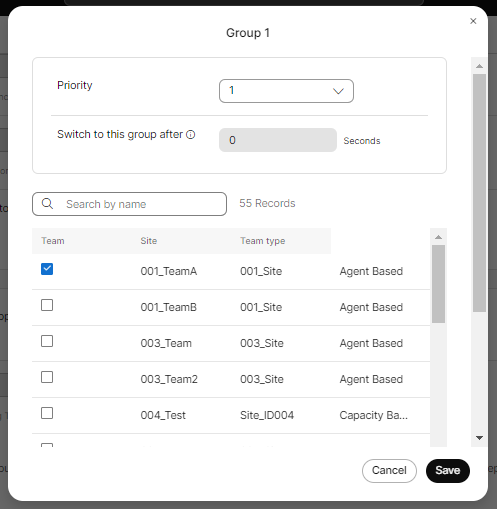 Group 1
Priority
1
Switch to this group after
0
Seconds
Search by name
55 Records
Team Site Team type
001_TeamA 001_Site Agent Based
001_TeamB 001_Site Agent Based
003_Team 003_Site Agent Based
003_Team2 003_Site Agent Based
004_Test Site_ID004 Capacity Ba...
Cancel Save